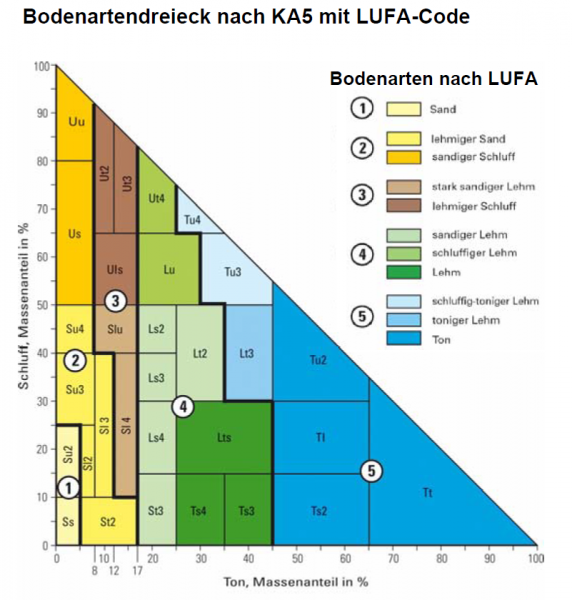 Bodenartendreieck nach KA5 mit LUFA-Code
Bodenarten nach LUFA
1 Sand
2 lehmiger Sand
sandiger Schluff
3 stark sandiger Lehm
lehmiger Schluff
4 sandiger Lehm
schluffiger Lehm
Lehm
5 schluffig-toniger Lehm
toniger Lehm
Ton
Schluff, Massenanteil in %
100
90
80
70
60
50
40
30
20
10
0
Uu
Ut2
Ut3
Us
Ut4
Tu4
Uls
Lu
Tu3
3
Su4
Slu
Ls2
Lt2
Lt3
Tu2
2
Su3
Ls3
4
Sl3
Sl4
Ls4
Lts
Tl
Su2
Sl2
1
5
Ss
St2
St3
Ts4
Ts3
Ts2
Tt
0 10 20 30 40 50 60 70 80 90 100
8 12 17
Ton, Massenanteil in %